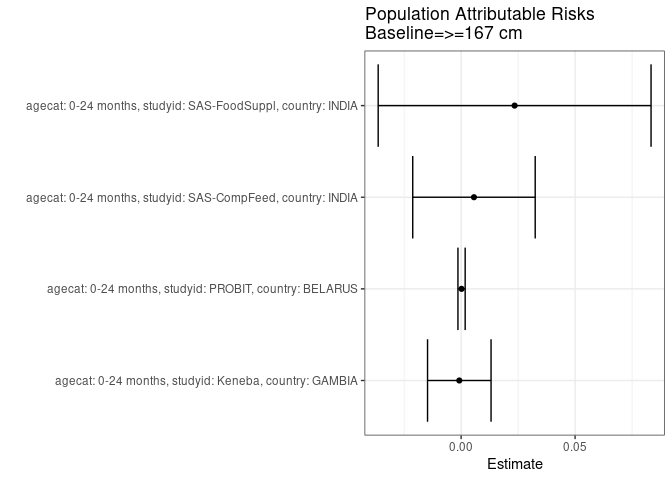 Population Attributable Risks
Baseline=>=167 cm
agecat: 0-24 months, studyid: SAS-FoodSuppl, country: INDIA
agecat: 0-24 months, studyid: SAS-CompFeed, country: INDIA
agecat: 0-24 months, studyid: PROBIT, country: BELARUS
agecat: 0-24 months, studyid: Keneba, country: GAMBIA
0.00 0.05
Estimate